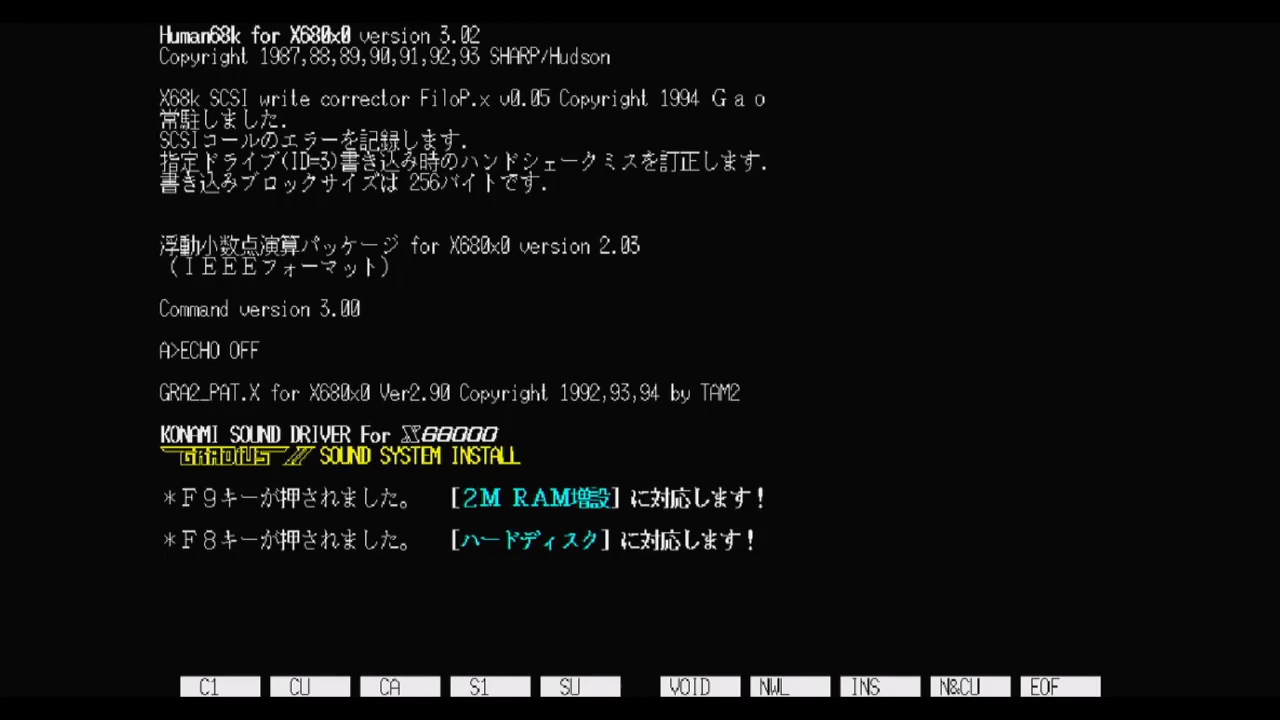 Human68k for X680x0 version 3.02
Copyright 1987,88,89,90,91,92,93 SHARP/Hudson
X68k SCSI write corrector FiloP.x v0.05 Copyright 1994 Ｇａｏ
常駐しました.
SCSIコールのエラーを記録します.
指定ドライブ(ID=3)書き込み時のハンドシェークミスを訂正します.
書き込みブロックサイズは 256バイトです.
浮動小数点演算パッケージ for X680x0 version 2.03
（ＩＥＥＥフォーマット）
Command version 3.00
A>ECHO OFF
GRA2_PAT.X for X680x0 Ver2.90 Copyright 1992,93,94 by TAM2
KONAMI SOUND DRIVER For X68000
GRADIUS II SOUND SYSTEM INSTALL
＊Ｆ９キーが押されました。 [２Ｍ ＲＡＭ増設] に対応します！
＊Ｆ８キーが押されました。 [ハードディスク] に対応します！
C1 CU CA S1 SU VOID NWL INS N&CU EOF